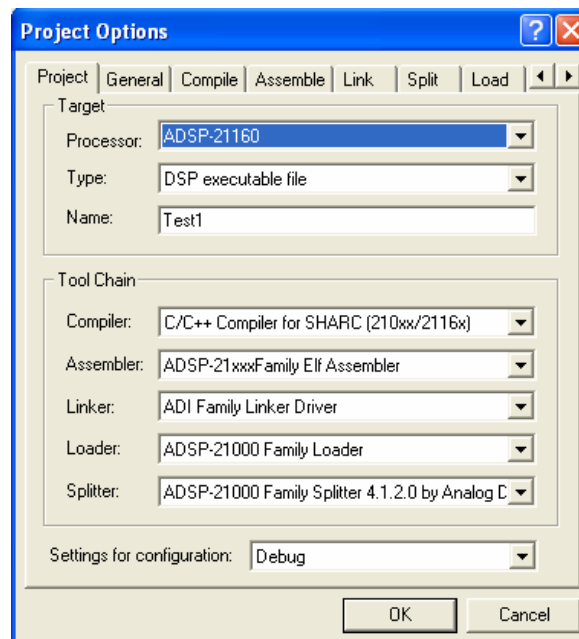 Project Options
Project General Compile Assemble Link Split Load
Target
Processor: ADSP-21160
Type: DSP executable file
Name: Test1
Tool Chain
Compiler: C/C++ Compiler for SHARC (210xx/2116x)
Assembler: ADSP-21xxxFamily Elf Assembler
Linker: ADI Family Linker Driver
Loader: ADSP-21000 Family Loader
Splitter: ADSP-21000 Family Splitter 4.1.2.0 by Analog D
Settings for configuration: Debug
OK Cancel